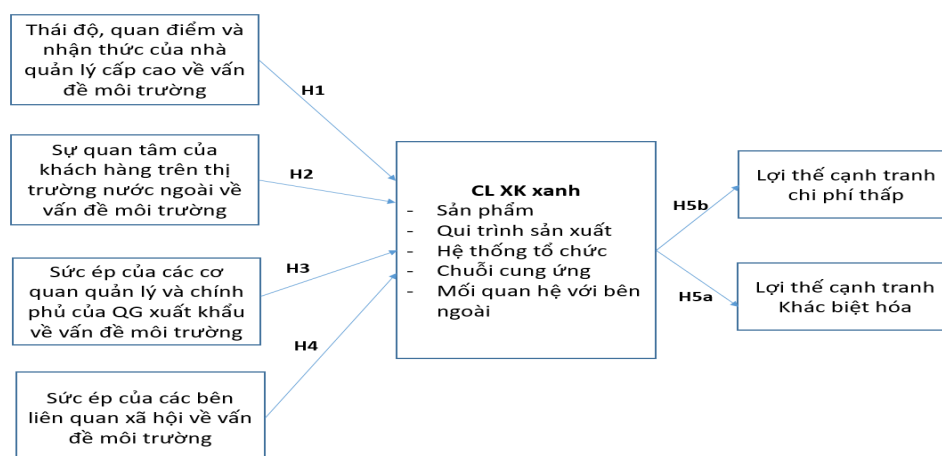 Thái độ, quan điểm và
nhận thức của nhà
quản lý cấp cao về vấn
đề môi trường
H1
Sự quan tâm của
khách hàng trên thị
trường nước ngoài về
vấn đề môi trường
H2
Sức ép của các cơ
quan quản lý và chính
phủ của QG xuất khẩu
về vấn đề môi trường
H3
Sức ép của các bên
liên quan xã hội về vấn
đề môi trường
H4
CL XK xanh
- Sản phẩm
- Qui trình sản xuất
- Hệ thống tổ chức
- Chuỗi cung ứng
- Mối quan hệ với bên
ngoài
H5b
Lợi thế cạnh tranh
chi phí thấp
H5a
Lợi thế cạnh tranh
Khác biệt hóa